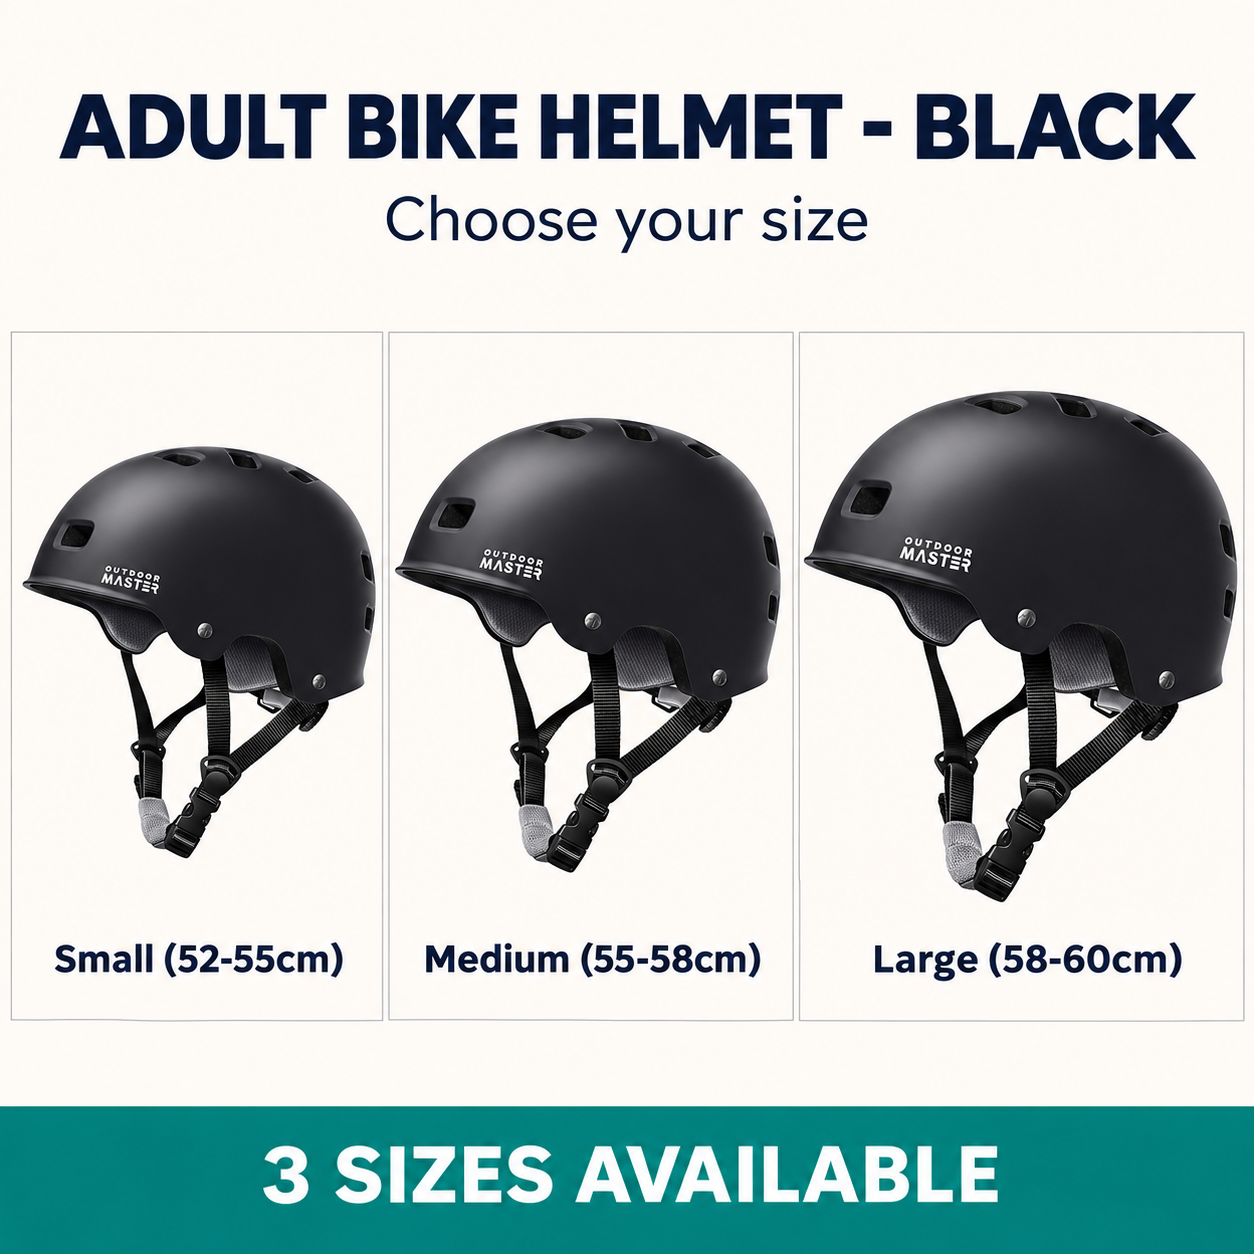 ADULT BIKE HELMET - BLACK
Choose your size
OUTDOOR
MASTER
OUTDOOR
MASTER
OUTDOOR
MASTER
Small (52-55cm)
Medium (55-58cm)
Large (58-60cm)
3 SIZES AVAILABLE